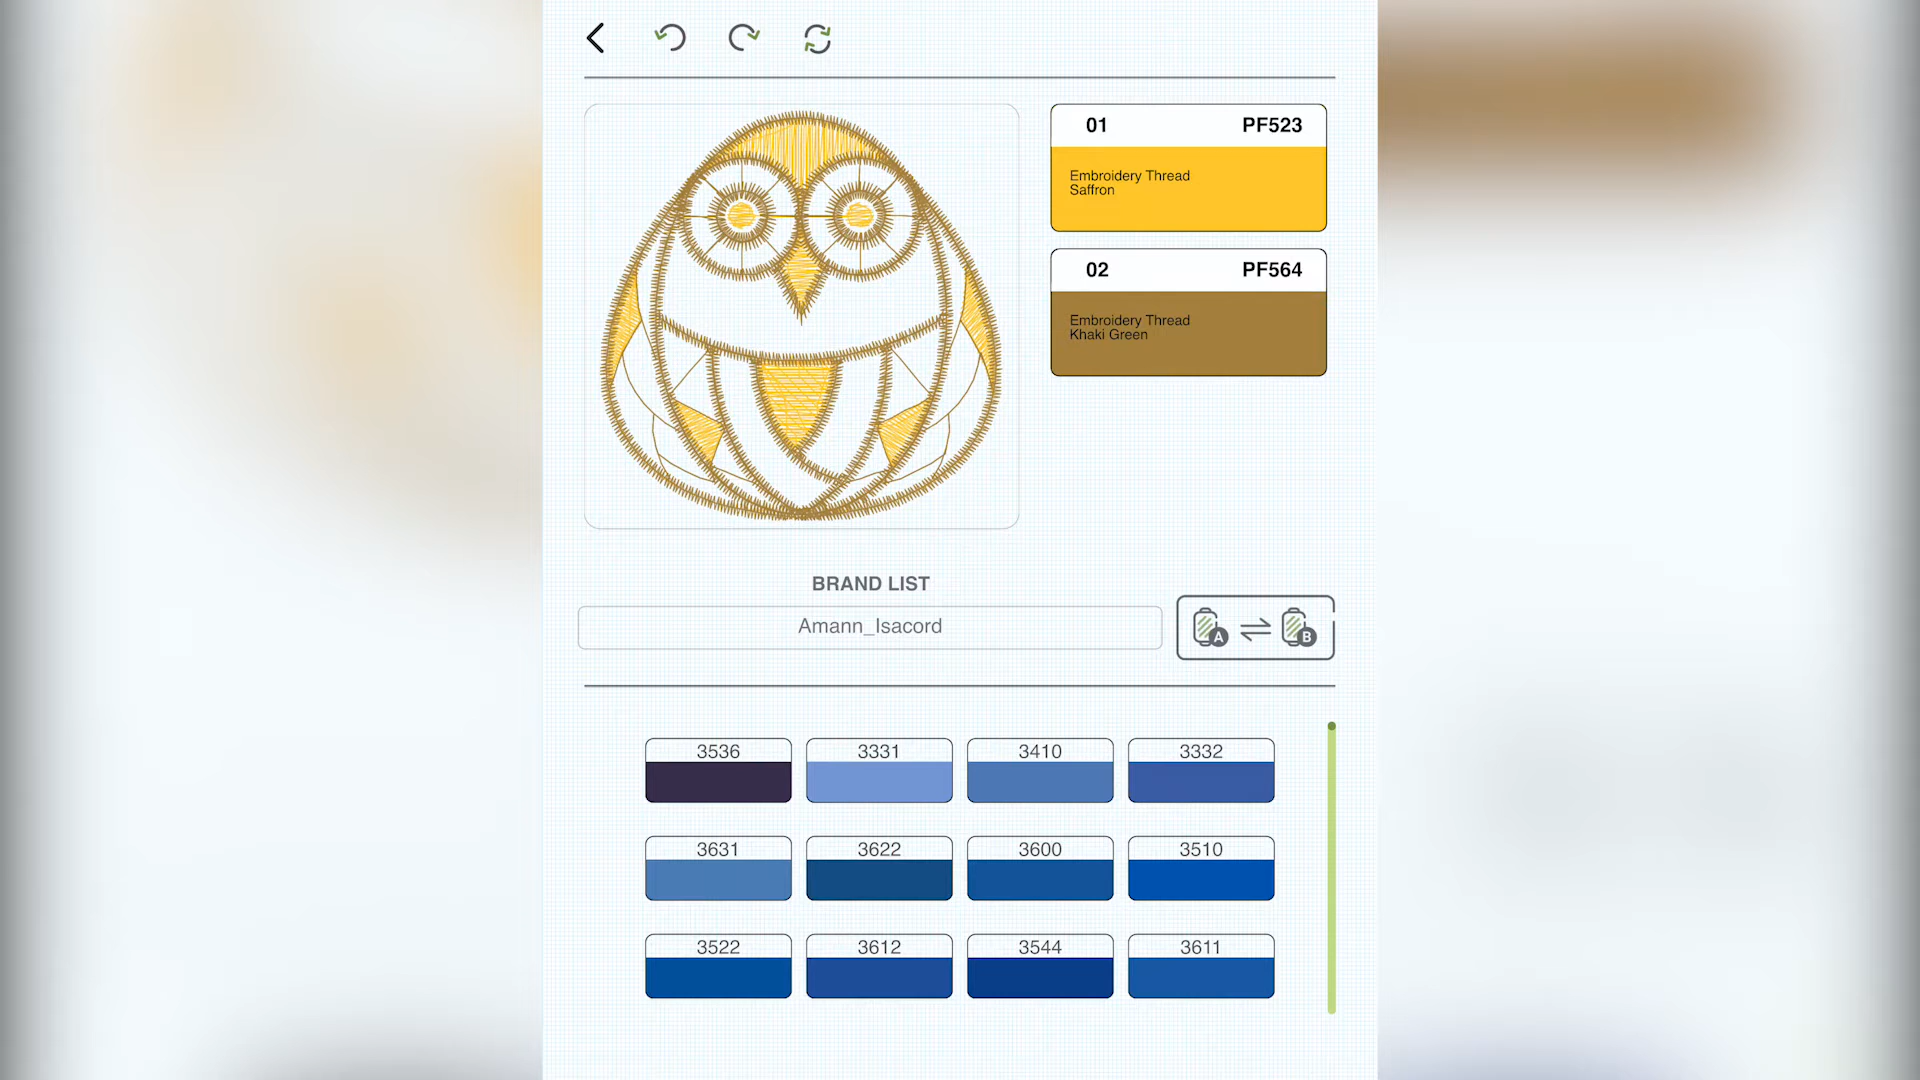 01 PF523
Embroidery Thread
Saffron
02 PF564
Embroidery Thread
Khaki Green
BRAND LIST
Amann_Isacord
A B
3536 3331 3410 3332
3631 3622 3600 3510
3522 3612 3544 3611